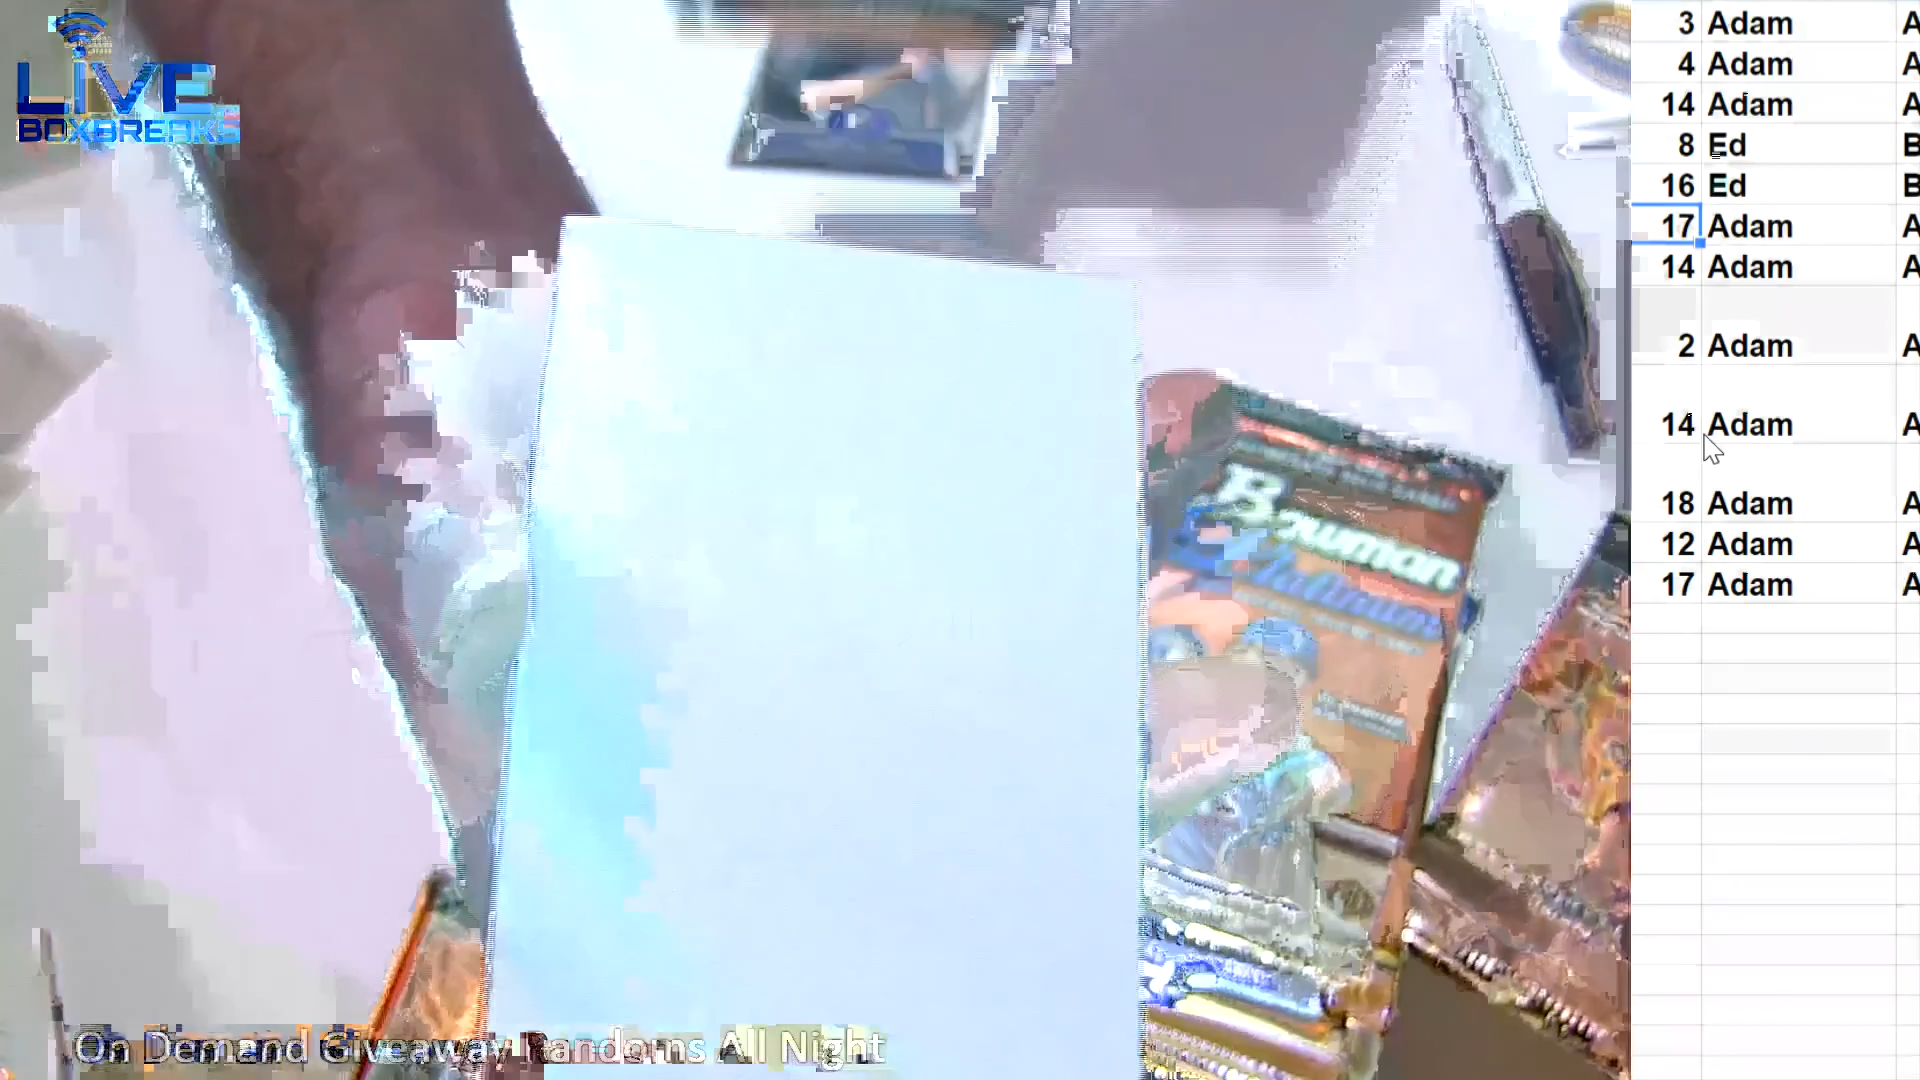 LIVE
BOXBREAKS
3 Adam A
4 Adam A
14 Adam A
8 Ed B
16 Ed B
17 Adam A
14 Adam A
2 Adam A
14 Adam A
18 Adam A
12 Adam A
17 Adam A
Bowman
Platinum
On Demand Giveaway Randoms All Night